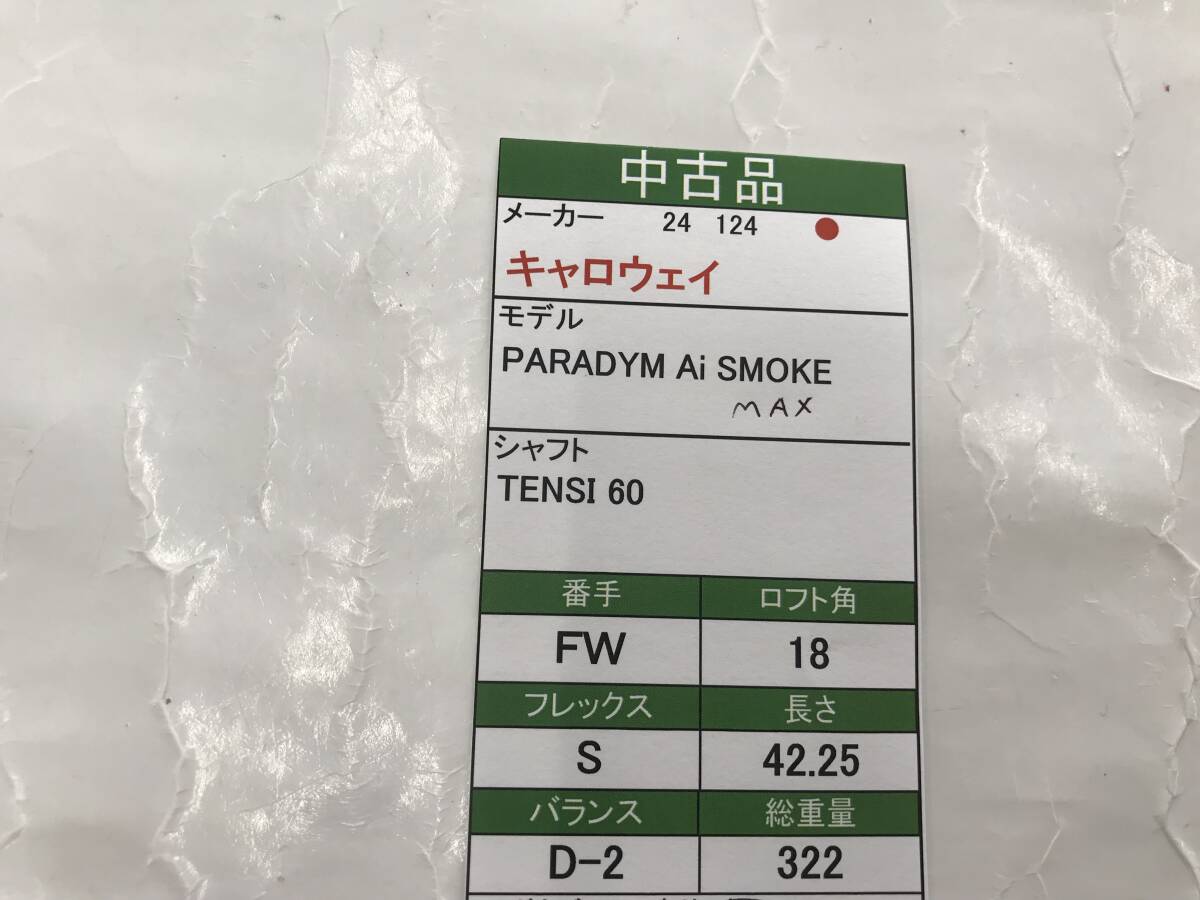 中古品
メーカー 24 124
キャロウェイ
モデル
PARADYM Ai SMOKE
MAX
シャフト
TENSI 60
番手 ロフト角
FW 18
フレックス 長さ
S 42.25
バランス 総重量
D-2 322